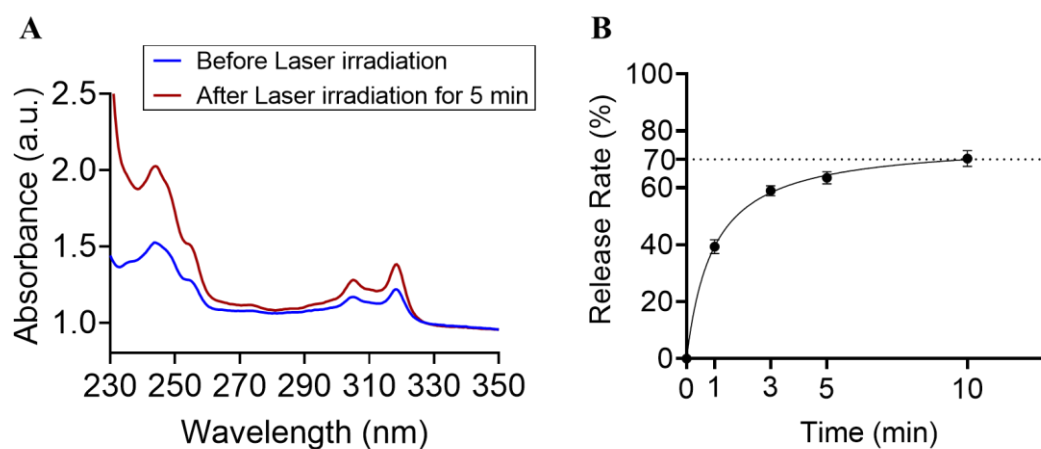 A
Before Laser irradiation
After Laser irradiation for 5 min
Absorbance (a.u.)
2.5
2.0
1.5
1.0
230 250 270 290 310 330 350
Wavelength (nm)
B
Release Rate (%)
100
80
70
60
40
20
0
0 1 3 5 10
Time (min)